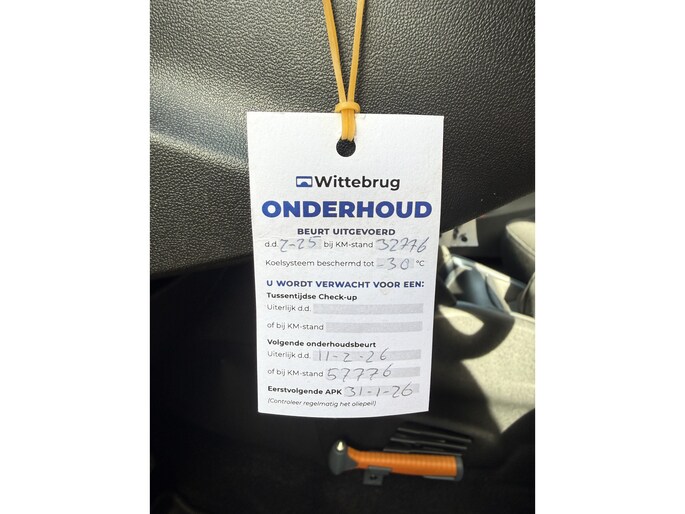 Wittebrug
ONDERHOUD
BEURT UITGEVOERD
d.d. 2-25 bij KM-stand 32776
Koelsysteem beschermd tot -30 °C
U WORDT VERWACHT VOOR EEN:
Tussentijdse Check-up
Uiterlijk d.d.
of bij KM-stand
Volgende onderhoudsbeurt
Uiterlijk d.d. 11-2-26
of bij KM-stand 57776
Eerstvolgende APK 31-1-26
(Controleer regelmatig het oliepeil)